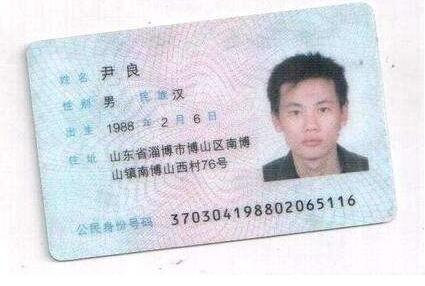 姓名 尹良
性别 男 民族 汉
出生 1988 年 2 月 6 日
住址 山东省淄博市博山区南博
山镇南博山西村76号
公民身份号码 370304198802065116